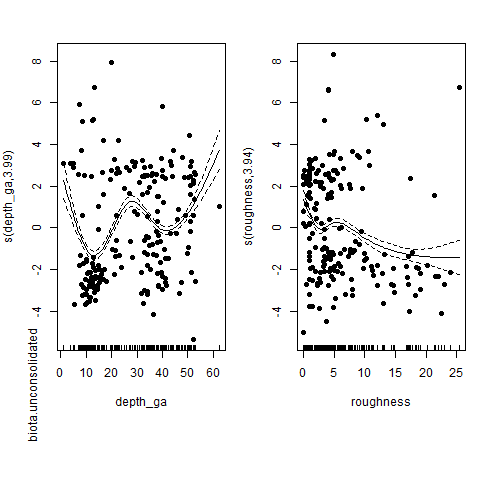 s(depth_ga,3.99)
8
6
4
2
0
-2
-4
0 10 20 30 40 50 60
depth_ga
biota.unconsolidated
s(roughness,3.94)
8
6
4
2
0
-2
-4
0 5 10 15 20 25
roughness